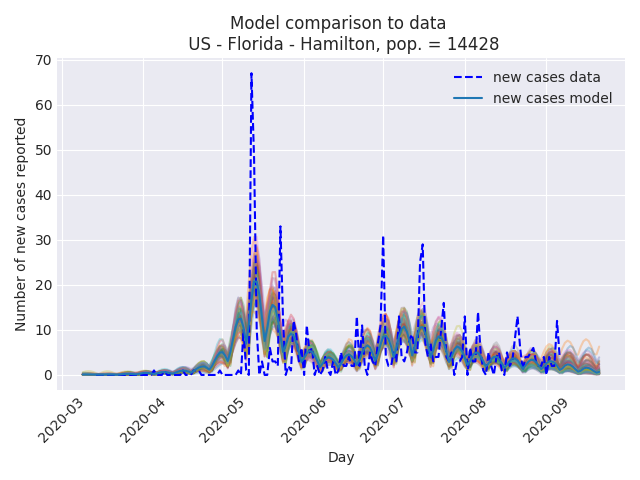 Model comparison to data
US - Florida - Hamilton, pop. = 14428
Number of new cases reported
70
60
50
40
30
20
10
0
new cases data
new cases model
2020-03
2020-04
2020-05
2020-06
2020-07
2020-08
2020-09
Day